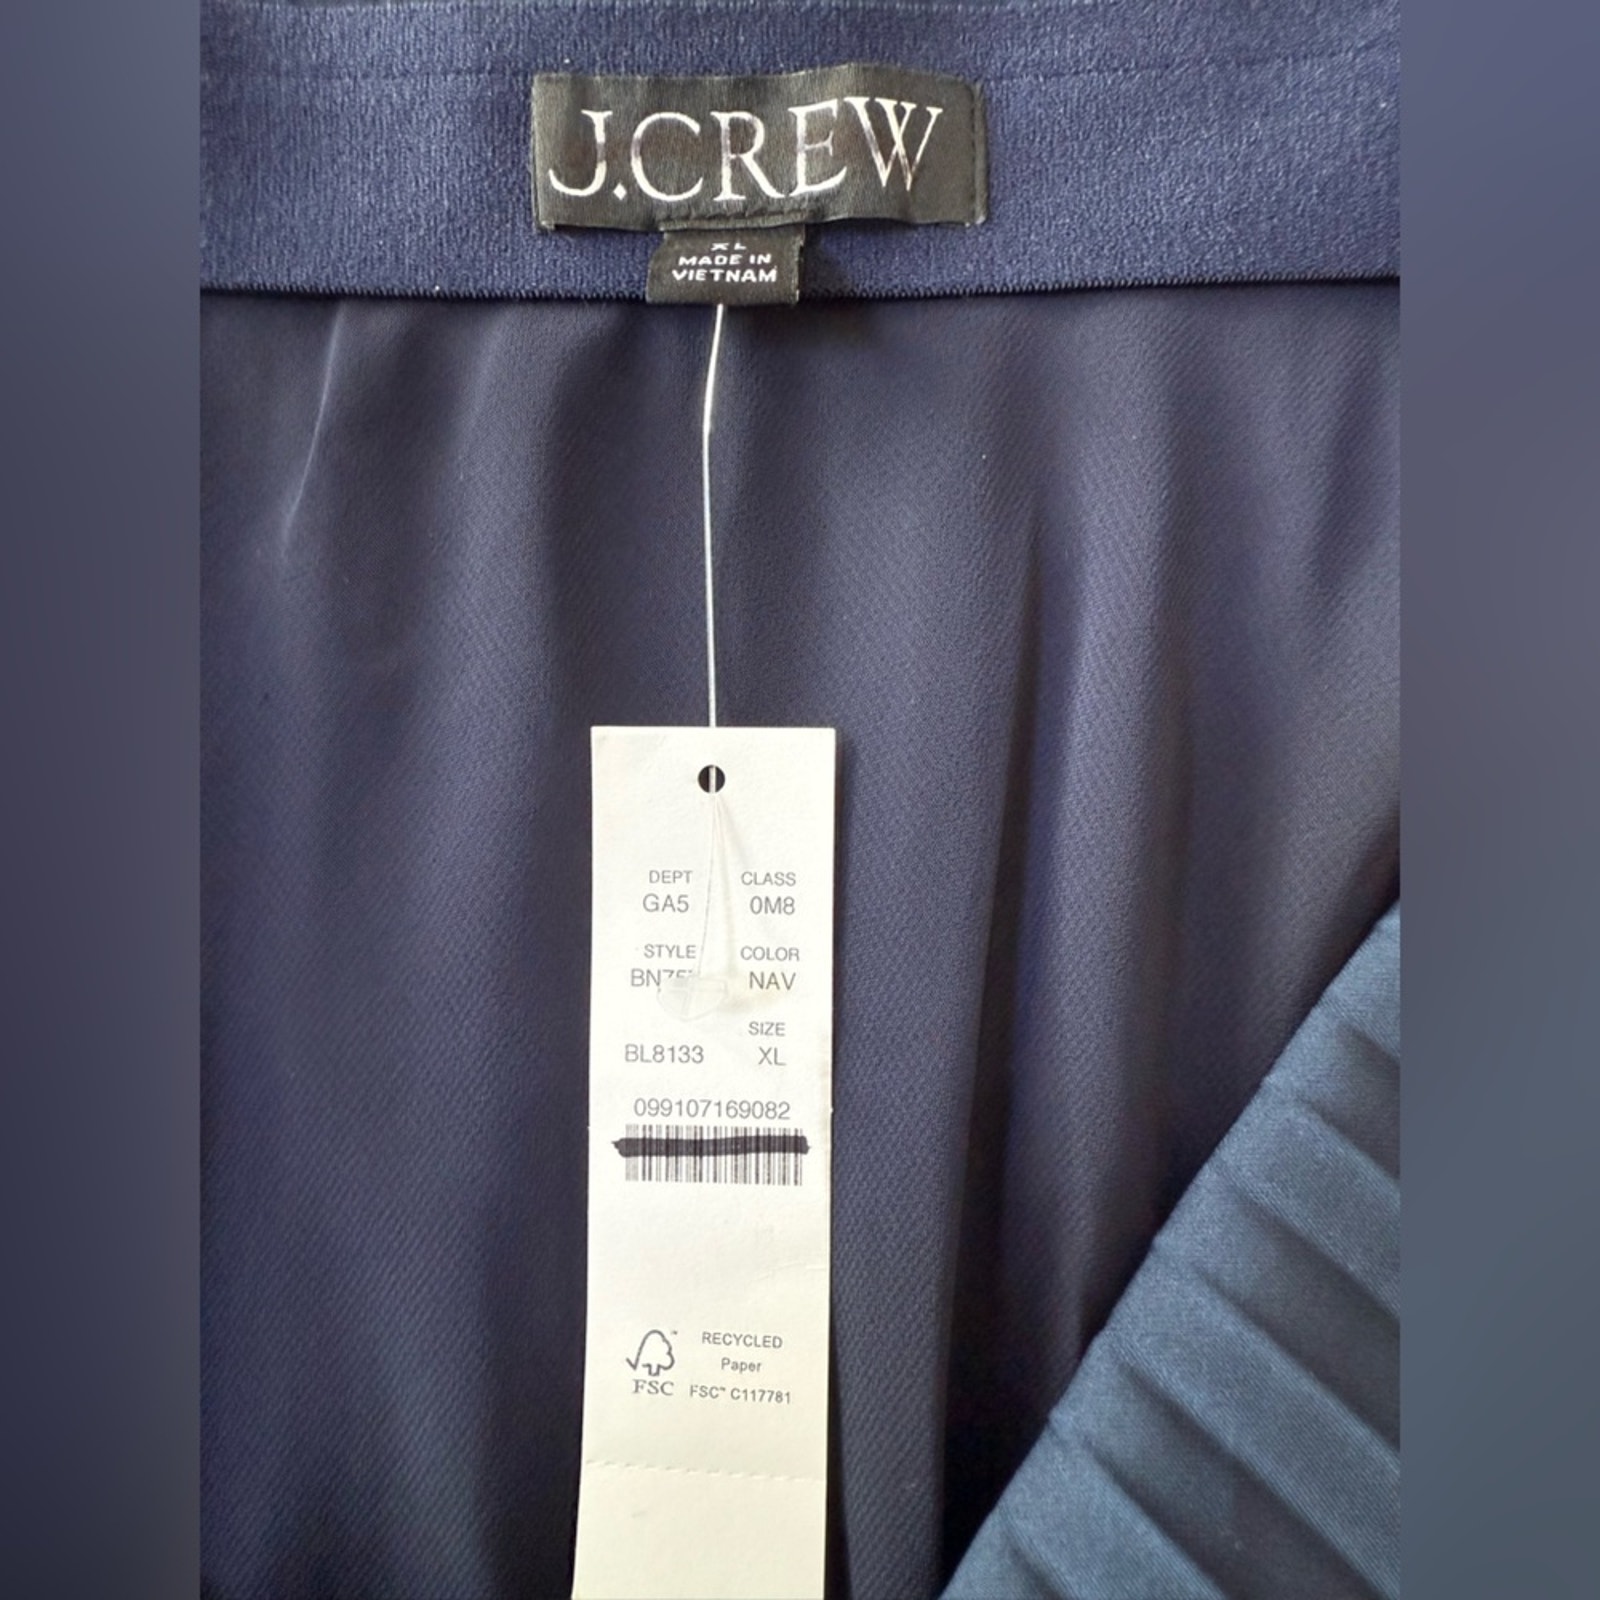 J.CREW
XL
MADE IN
VIETNAM
DEPT CLASS
GA5 0M8
STYLE COLOR
NAV
SIZE
BL8133 XL
099107169082
RECYCLED
Paper
FSC FSC™ C117781